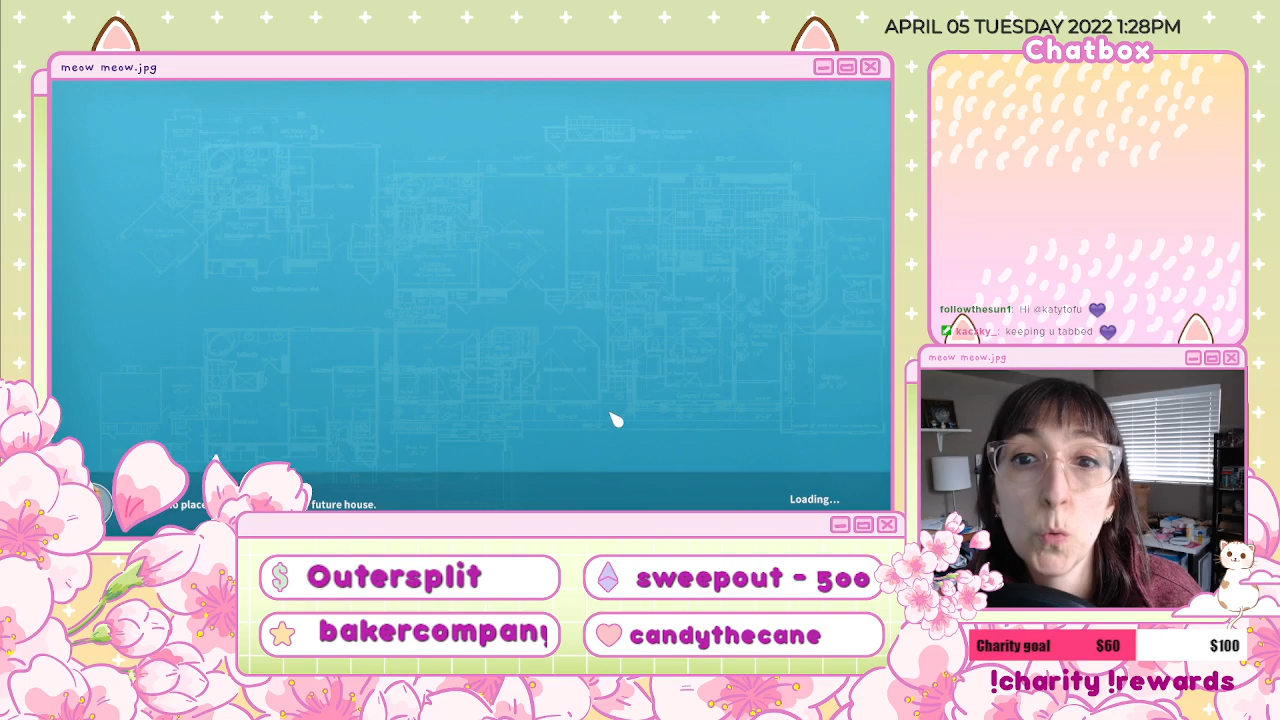 APRIL 05 TUESDAY 2022 1:28PM
meow meow.jpg
Chatbox
followthesun1: Hi @katytofu
kaczky_: keeping u tabbed
meow meow.jpg
future house.
Loading...
Outersplit
sweepout - 500
bakercompany
candythecane
Charity goal $60 $100
!charity !rewards